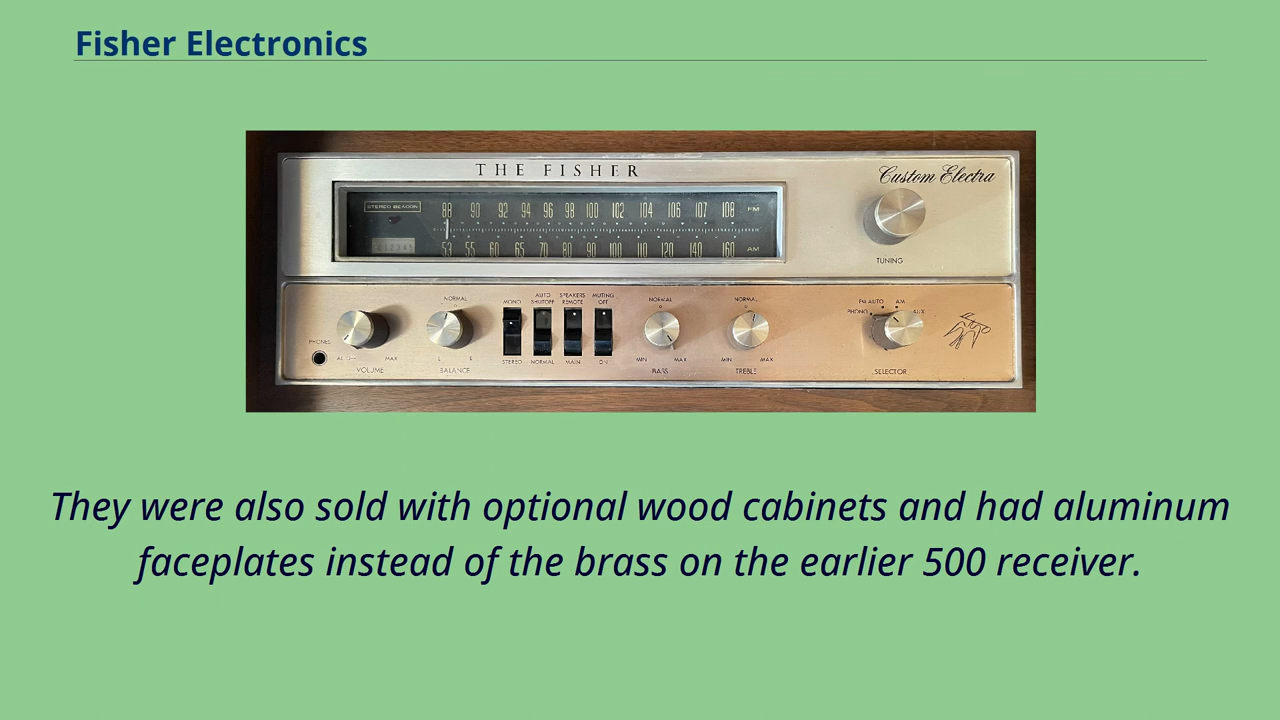 Fisher Electronics
THE FISHER
Custom Electra
STEREO BEACON
88 90 92 94 96 98 100 102 104 106 107 108 FM
53 55 60 65 70 80 90 100 110 120 140 160 AM
TUNING
NORMAL
MONO
AUTO SHUTOFF
SPEAKERS REMOTE
MUTING OFF
NORMAL
NORMAL
FM AUTO
AM
PHONO
AUX
PHONES
MAX
L
R
STEREO
NORMAL
MAIN
ON
MIN
MAX
MIN
MAX
VOLUME
BALANCE
BASS
TREBLE
SELECTOR
They were also sold with optional wood cabinets and had aluminum
faceplates instead of the brass on the earlier 500 receiver.